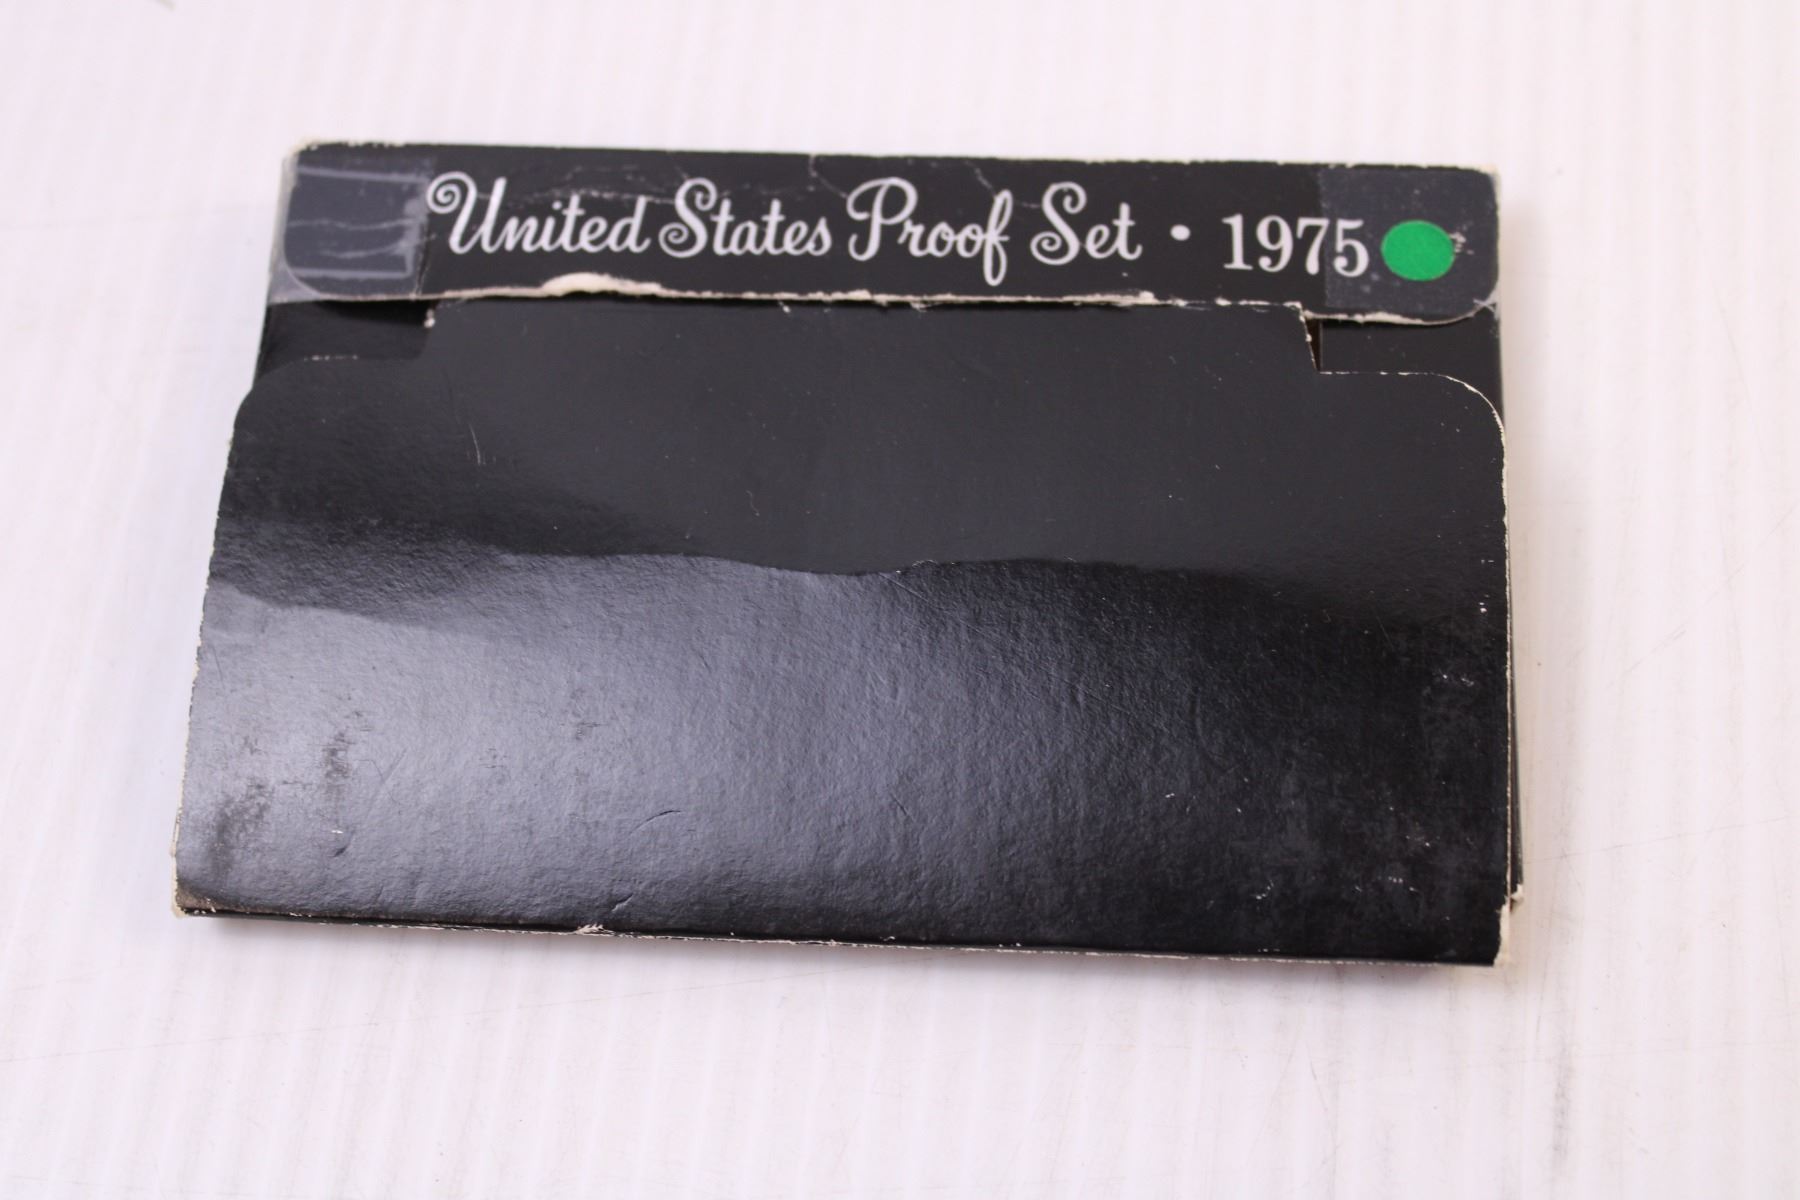 United States Proof Set • 1975